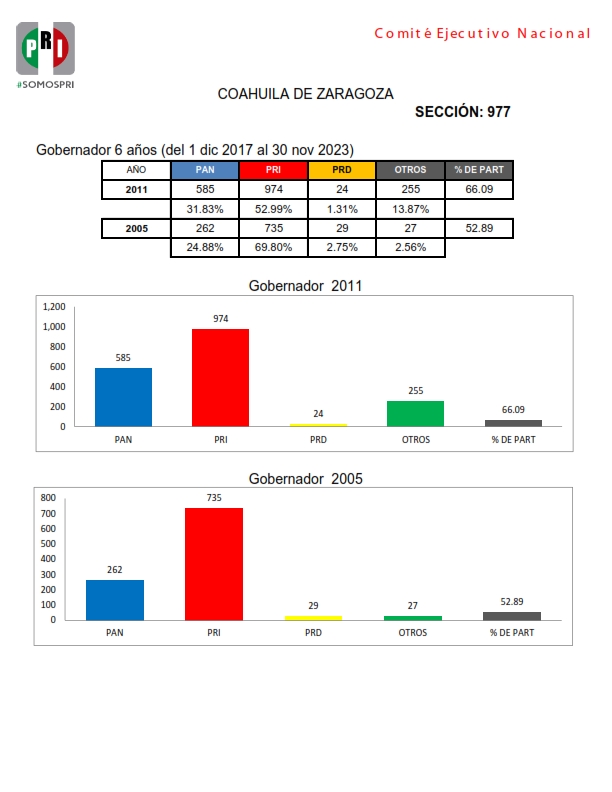 PRI
#SOMOSPRI
Comité Ejecutivo Nacional
COAHUILA DE ZARAGOZA
SECCIÓN: 977
Gobernador 6 años (del 1 dic 2017 al 30 nov 2023)
AÑO PAN PRI PRD OTROS % DE PART
2011 585 974 24 255 66.09
31.83% 52.99% 1.31% 13.87%
2005 262 735 29 27 52.89
24.88% 69.80% 2.75% 2.56%
Gobernador 2011
1,200
1,000
800
600
400
200
0
585
974
24
255
66.09
PAN PRI PRD OTROS % DE PART
Gobernador 2005
800
700
600
500
400
300
200
100
0
262
735
29
27
52.89
PAN PRI PRD OTROS % DE PART